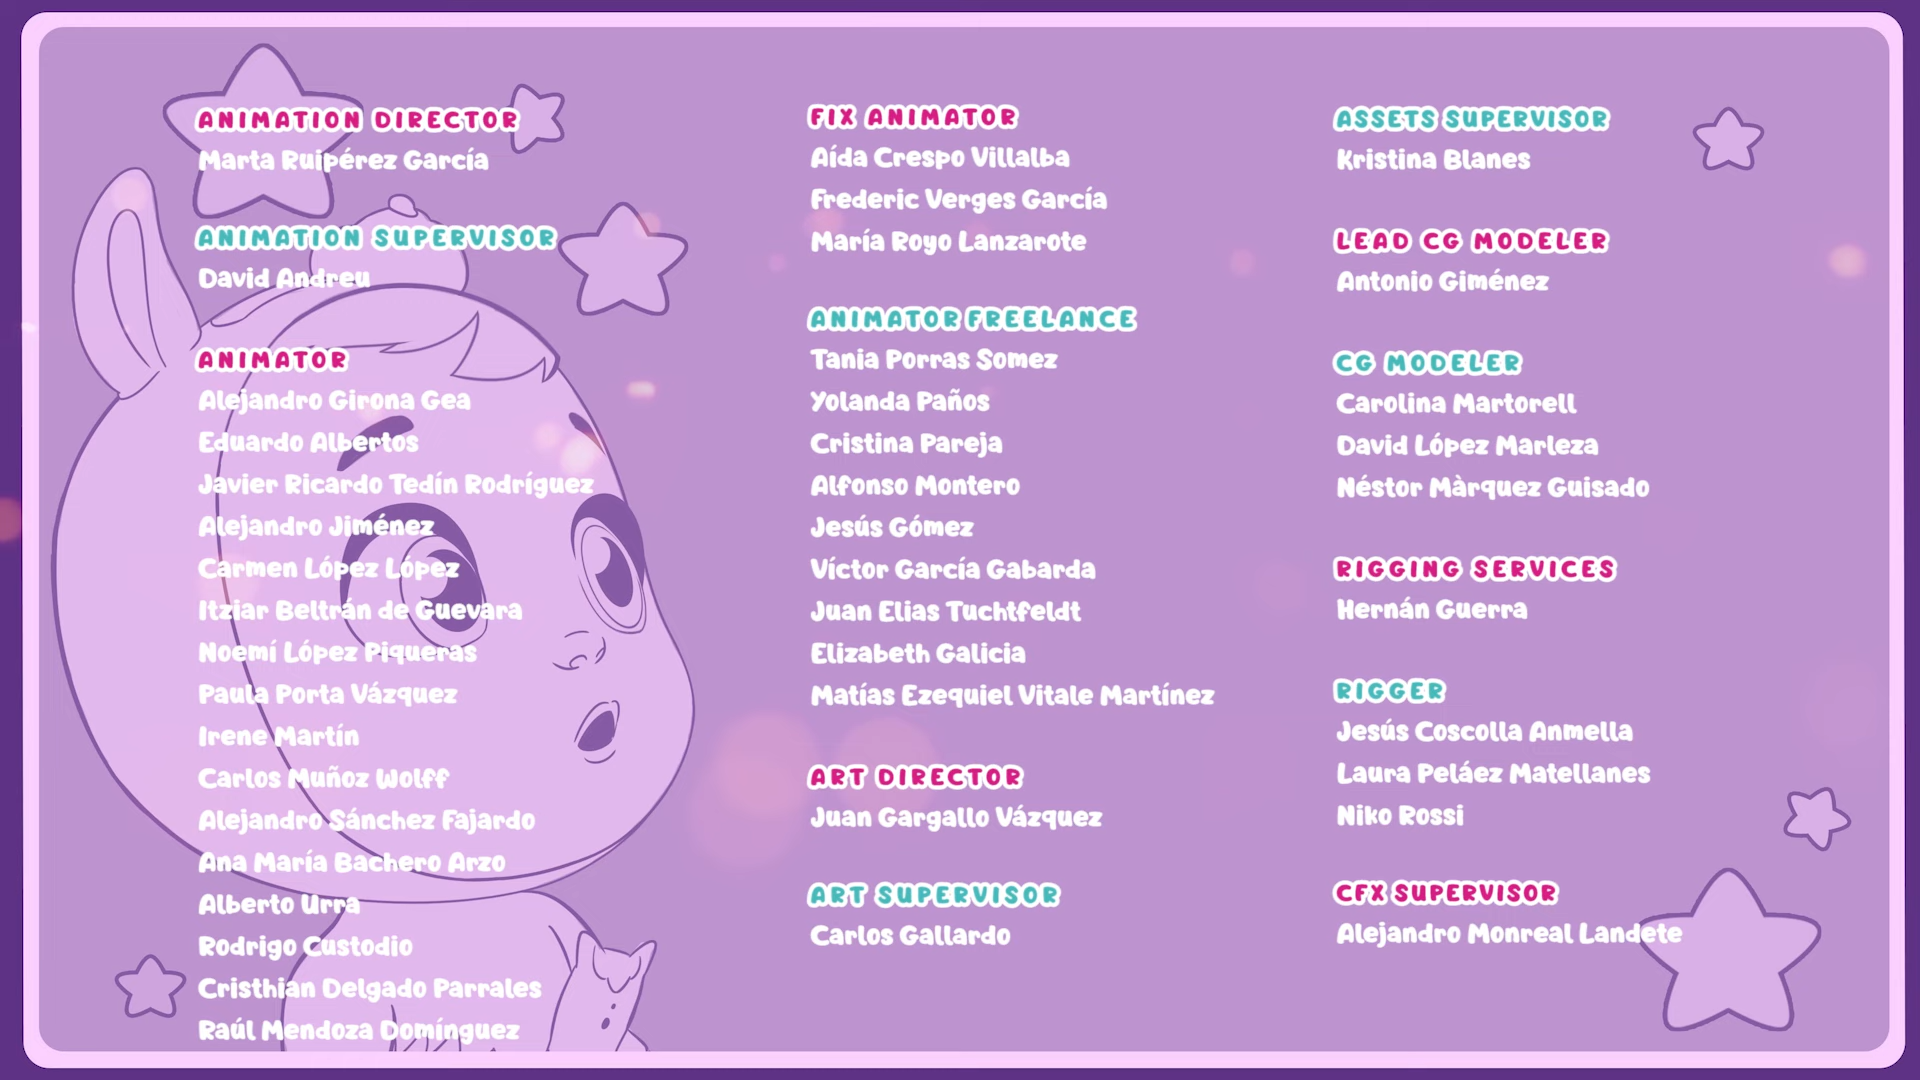 ANIMATION DIRECTOR
Marta Ruipérez García
ANIMATION SUPERVISOR
David Andreu
ANIMATOR
Alejandro Girona Gea
Eduardo Albertos
Javier Ricardo Tedín Rodríguez
Alejandro Jiménez
Carmen López López
Itziar Beltrán de Guevara
Noemí López Piqueras
Paula Porta Vázquez
Irene Martín
Carlos Muñoz Wolff
Alejandro Sánchez Fajardo
Ana María Bachero Arzo
Alberto Urra
Rodrigo Custodio
Cristhian Delgado Parrales
Raúl Mendoza Domínguez
FIX ANIMATOR
Aída Crespo Villalba
Frederic Verges García
María Royo Lanzarote
ANIMATOR FREELANCE
Tania Porras Somez
Yolanda Paños
Cristina Pareja
Alfonso Montero
Jesús Gómez
Víctor García Gabarda
Juan Elias Tuchtfeldt
Elizabeth Galicia
Matías Ezequiel Vitale Martínez
ART DIRECTOR
Juan Gargallo Vázquez
ART SUPERVISOR
Carlos Gallardo
ASSETS SUPERVISOR
Kristina Blanes
LEAD CG MODELER
Antonio Giménez
CG MODELER
Carolina Martorell
David López Marleza
Néstor Màrquez Guisado
RIGGING SERVICES
Hernán Guerra
RIGGER
Jesús Coscolla Anmella
Laura Peláez Matellanes
Niko Rossi
CFX SUPERVISOR
Alejandro Monreal Landete